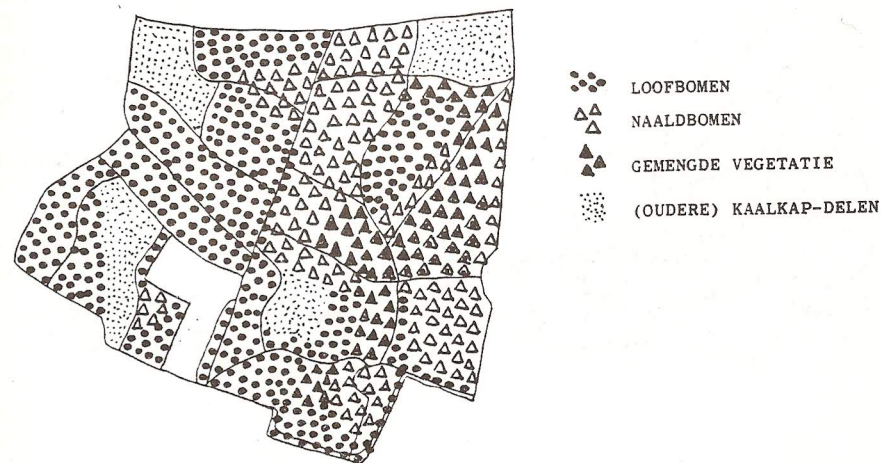 LOOFBOMEN
NAALDBOMEN
GEMENGDE VEGETATIE
(OUDERE) KAALKAP-DELEN